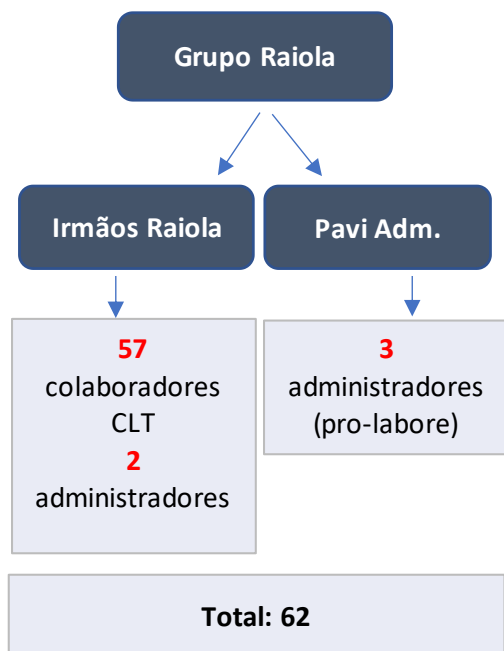 Grupo Raiola
Irmãos Raiola
Pavi Adm.
57
colaboradores
CLT
2
administradores
3
administradores
(pro-labore)
Total: 62